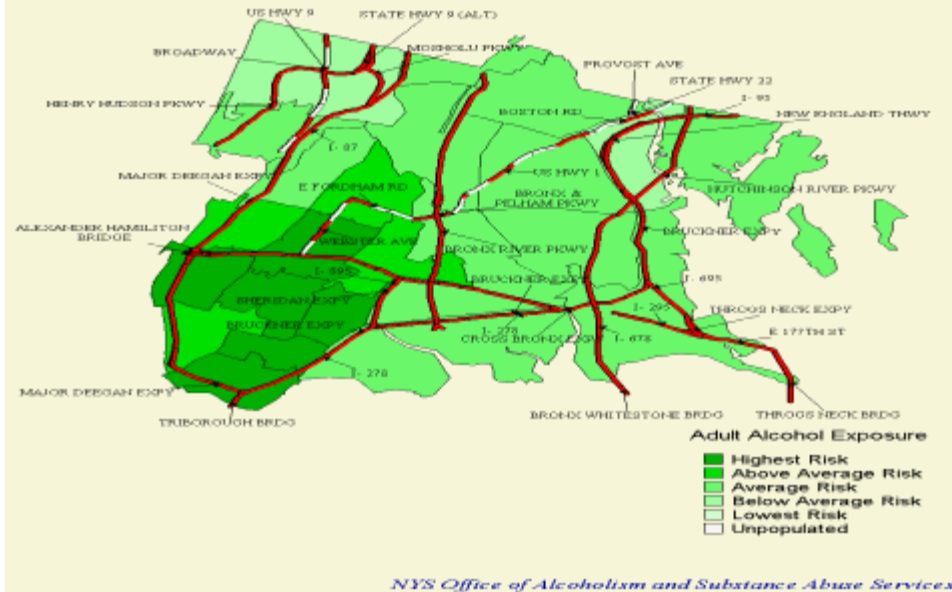 US HWY 9
STATE HWY 9 (ALT)
BROADWAY
MOSHOLU PKWY
PROVOST AVE
STATE HWY 22
HENRY HUDSON PKWY
BOSTON RD
I- 95
NEW ENGLAND THWY
I- 87
US HWY 1
MAJOR DEEGAN EXPY
E FORDHAM RD
BRONX &
PELHAM PKWY
HUTCHINSON RIVER PKWY
ALEXANDER HAMILTON
BRIDGE
WEBSTER AVE
BRONX RIVER PKWY
BRUCKNER EXPY
I- 895
BRUCKNER EXPY
I- 695
SHERIDAN EXPY
I- 295
THROGS NECK EXPY
BRUCKNER EXPY
I- 278
CROSS BRONX EXPY
I- 678
E 177TH ST
I- 278
MAJOR DEEGAN EXPY
TRIBOROUGH BRDG
BRONX WHITESTONE BRDG
THROGS NECK BRDG
Adult Alcohol Exposure
Highest Risk
Above Average Risk
Average Risk
Below Average Risk
Lowest Risk
Unpopulated
NYS Office of Alcoholism and Substance Abuse Services